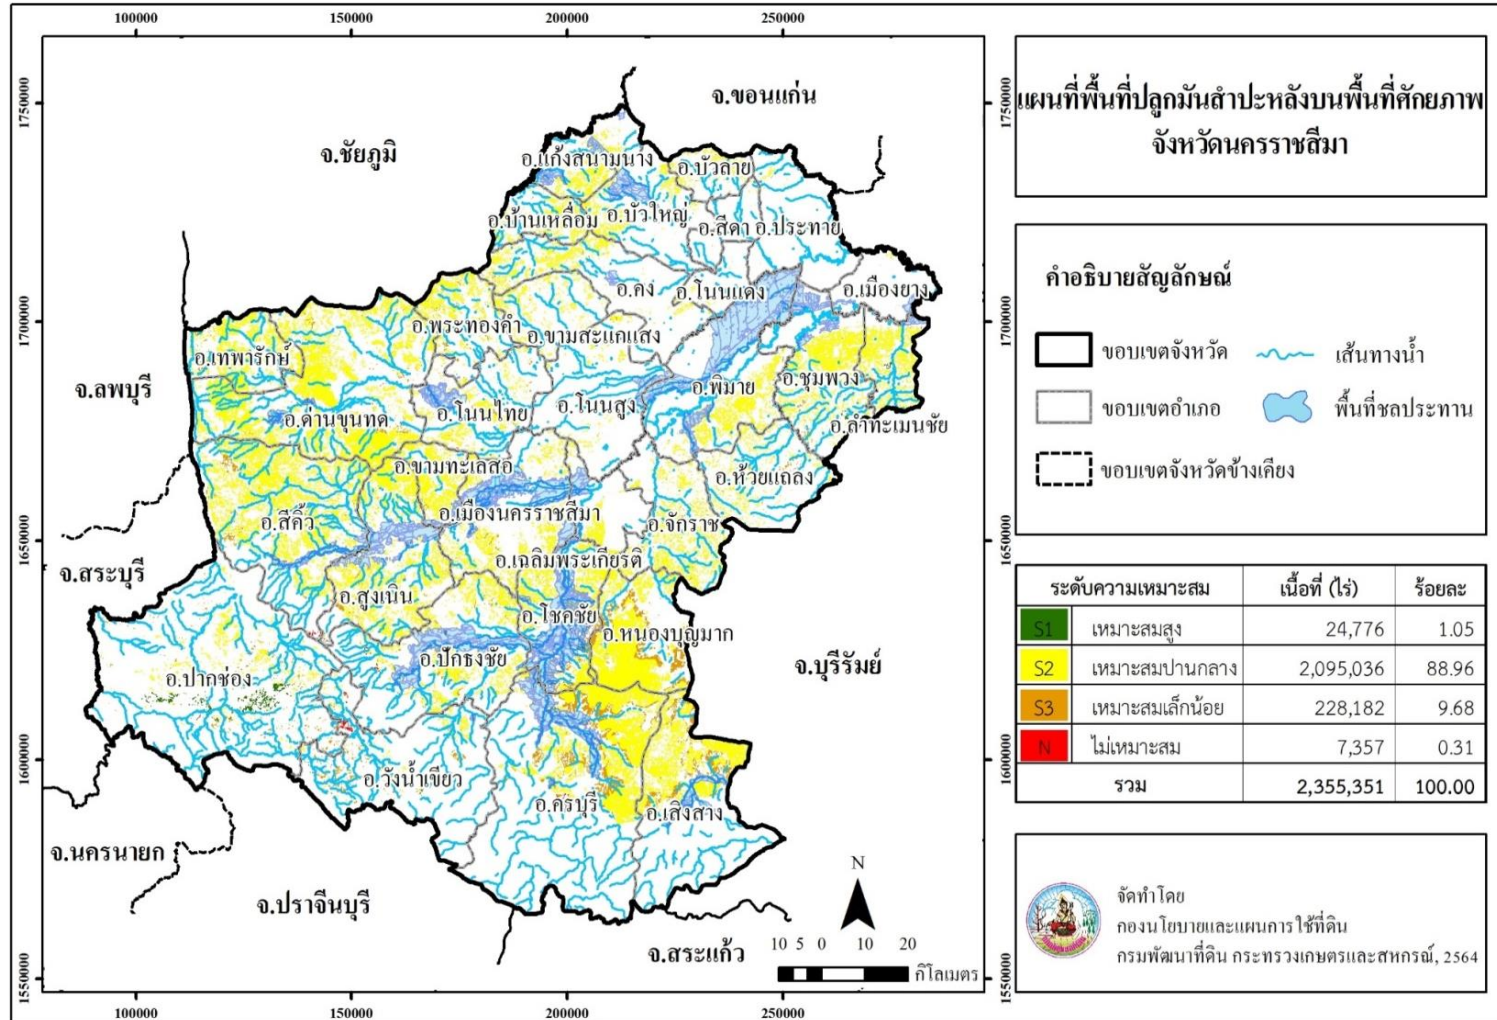 100000 150000 200000 250000
1750000 1700000 1650000 1600000 1550000
จ.ขอนแก่น
จ.ชัยภูมิ
อ.แก้งสนามนาง
อ.บัวลาย
อ.บ้านเหลื่อม
อ.บัวใหญ่
อ.สีดา
อ.ประทาย
อ.คง
อ.โนนแดง
อ.เมืองยาง
อ.พระทองคำ
อ.ขามสะแกแสง
อ.เทพารักษ์
จ.ลพบุรี
อ.พิมาย
อ.ชุมพวง
อ.ด่านขุนทด
อ.โนนไทย
อ.โนนสูง
อ.ลำทะเมนชัย
อ.ขามทะเลสอ
อ.ห้วยแถลง
อ.สีคิ้ว
อ.เมืองนครราชสีมา
อ.จักราช
จ.สระบุรี
อ.เฉลิมพระเกียรติ
อ.สูงเนิน
อ.โชคชัย
อ.หนองบุญมาก
จ.บุรีรัมย์
อ.ปักธงชัย
อ.ปากช่อง
อ.วังน้ำเขียว
อ.ครบุรี
อ.เสิงสาง
จ.นครนายก
จ.ปราจีนบุรี
จ.สระแก้ว
N
10 5 0 10 20
กิโลเมตร
100000 150000 200000 250000
1750000 1700000 1650000 1600000 1550000
แผนที่พื้นที่ปลูกมันสำปะหลังบนพื้นที่ศักยภาพ
จังหวัดนครราชสีมา
คำอธิบายสัญลักษณ์
ขอบเขตจังหวัด เส้นทางน้ำ
ขอบเขตอำเภอ พื้นที่ชลประทาน
ขอบเขตจังหวัดข้างเคียง
ระดับความเหมาะสม เนื้อที่ (ไร่) ร้อยละ
S1 เหมาะสมสูง 24,776 1.05
S2 เหมาะสมปานกลาง 2,095,036 88.96
S3 เหมาะสมเล็กน้อย 228,182 9.68
N ไม่เหมาะสม 7,357 0.31
รวม 2,355,351 100.00
จัดทำโดย
กองนโยบายและแผนการใช้ที่ดิน
กรมพัฒนาที่ดิน กระทรวงเกษตรและสหกรณ์, 2564